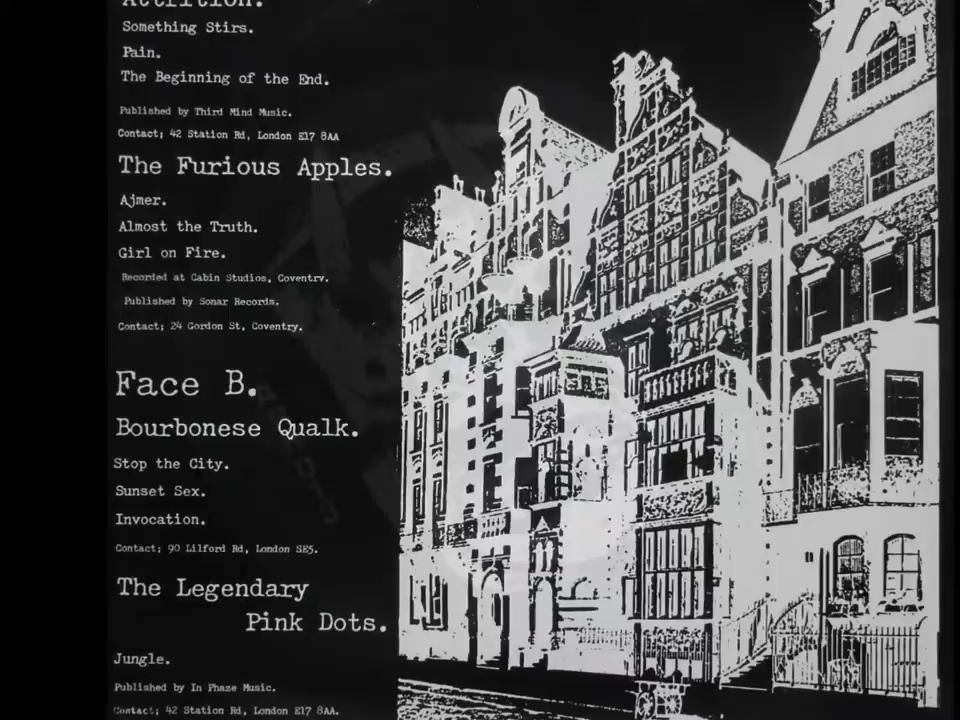 Attrition.
Something Stirs.
Pain.
The Beginning of the End.
Published by Third Mind Music.
Contact; 42 Station Rd, London E17 8AA
The Furious Apples.
Ajmer.
Almost the Truth.
Girl on Fire.
Recorded at Cabin Studios, Coventry.
Published by Sonar Records.
Contact; 24 Gordon St, Coventry.
Face B.
Bourbonese Qualk.
Stop the City.
Sunset Sex.
Invocation.
Contact; 90 Lilford Rd, London SE5.
The Legendary
Pink Dots.
Jungle.
Published by In Phaze Music.
Contact; 42 Station Rd, London E17 8AA.